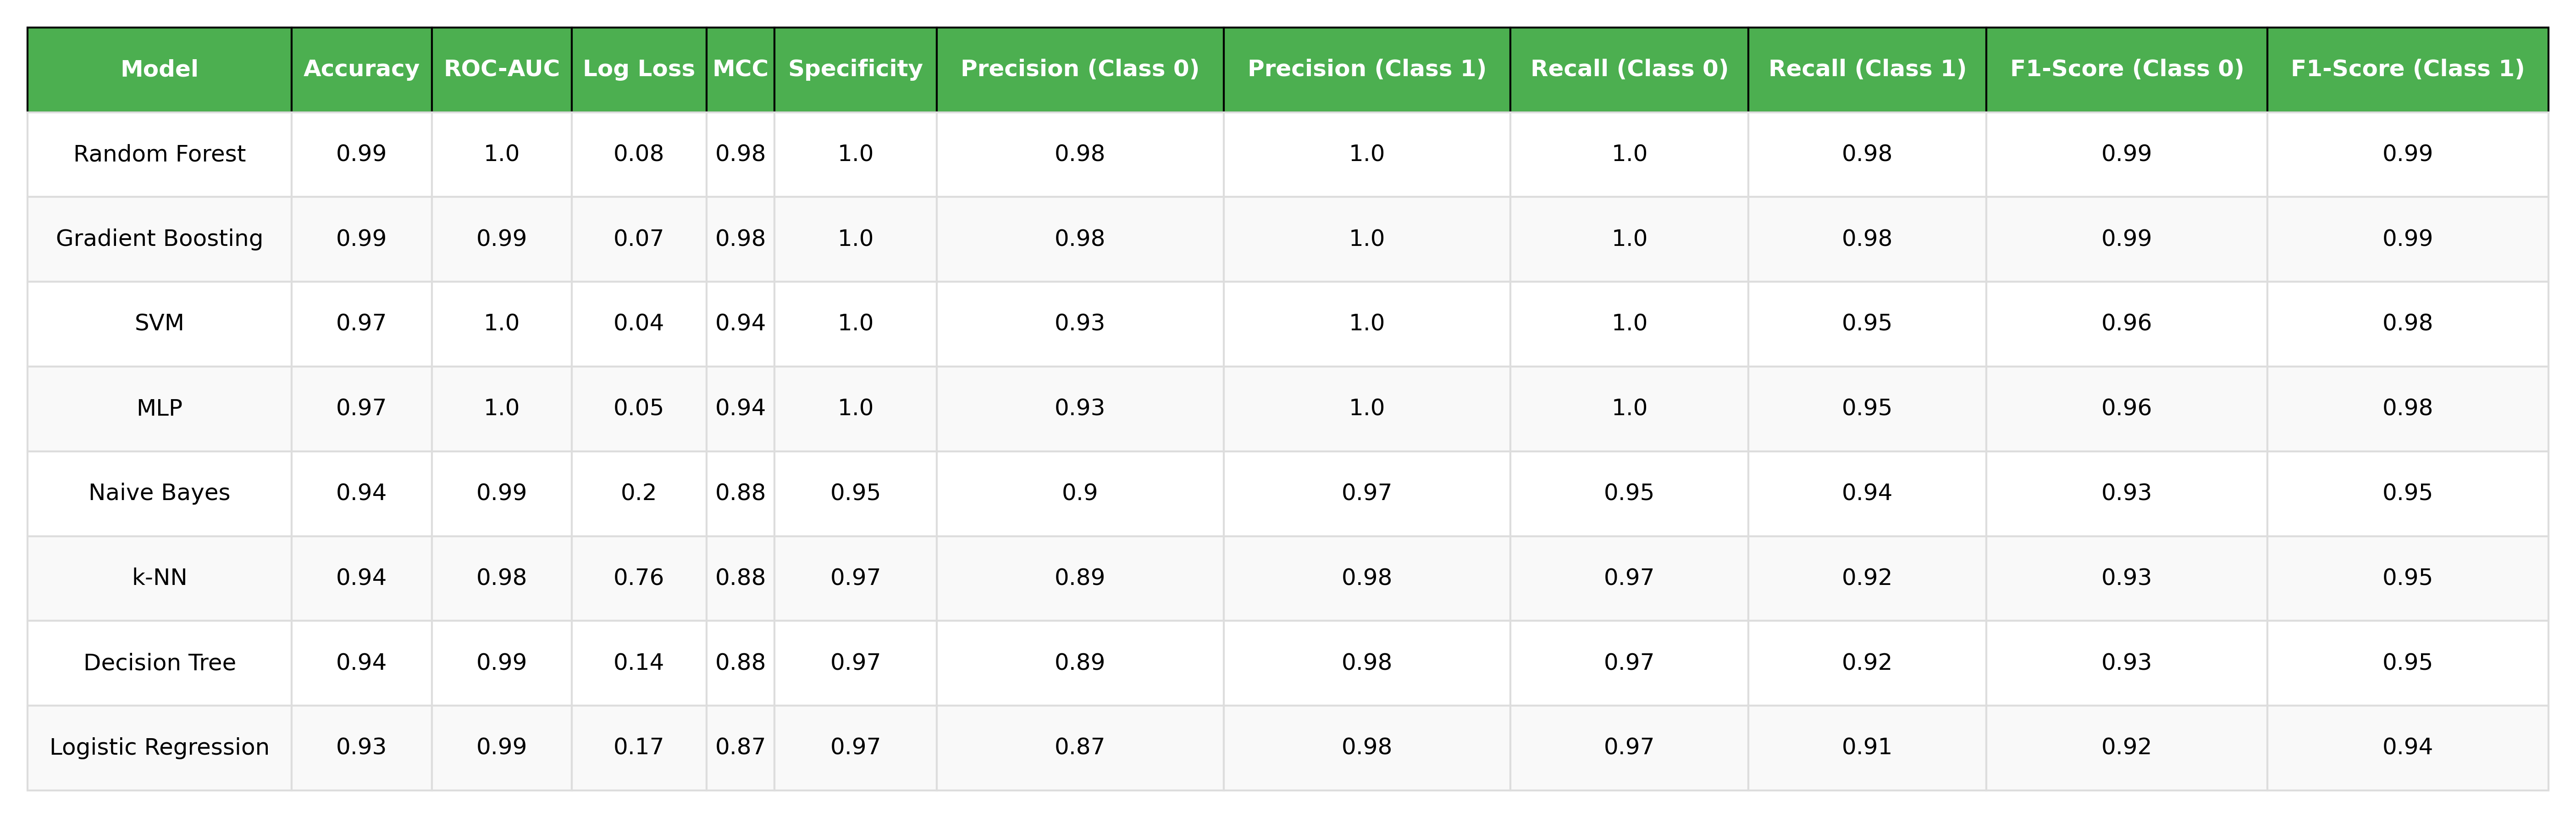 Model Accuracy ROC-AUC Log Loss MCC Specificity Precision (Class 0) Precision (Class 1) Recall (Class 0) Recall (Class 1) F1-Score (Class 0) F1-Score (Class 1)
Random Forest 0.99 1.0 0.08 0.98 1.0 0.98 1.0 1.0 0.98 0.99 0.99
Gradient Boosting 0.99 0.99 0.07 0.98 1.0 0.98 1.0 1.0 0.98 0.99 0.99
SVM 0.97 1.0 0.04 0.94 1.0 0.93 1.0 1.0 0.95 0.96 0.98
MLP 0.97 1.0 0.05 0.94 1.0 0.93 1.0 1.0 0.95 0.96 0.98
Naive Bayes 0.94 0.99 0.2 0.88 0.95 0.9 0.97 0.95 0.94 0.93 0.95
k-NN 0.94 0.98 0.76 0.88 0.97 0.89 0.98 0.97 0.92 0.93 0.95
Decision Tree 0.94 0.99 0.14 0.88 0.97 0.89 0.98 0.97 0.92 0.93 0.95
Logistic Regression 0.93 0.99 0.17 0.87 0.97 0.87 0.98 0.97 0.91 0.92 0.94